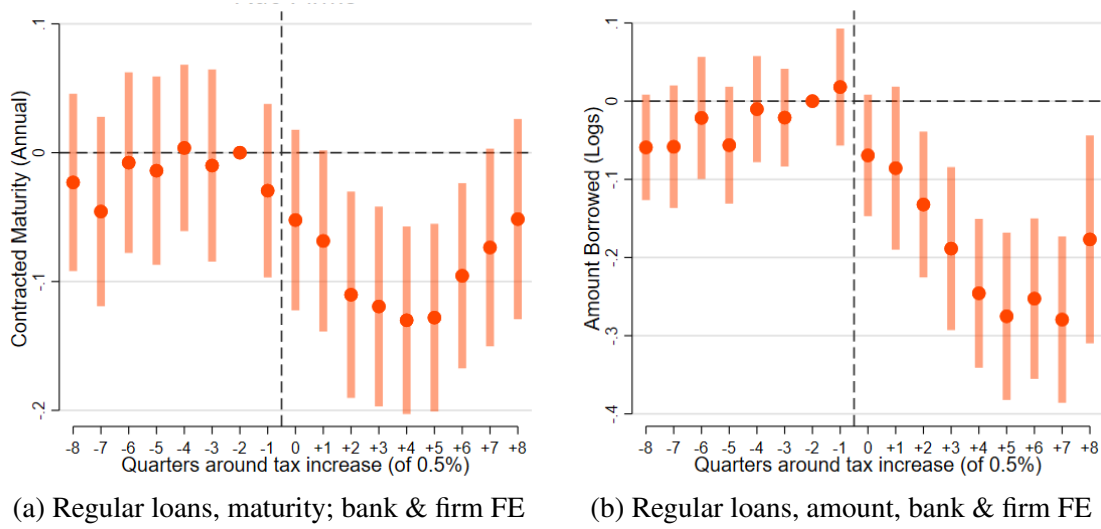 .1
0
-.1
-.2
Contracted Maturity (Annual)
-8 -7 -6 -5 -4 -3 -2 -1 0 +1 +2 +3 +4 +5 +6 +7 +8
Quarters around tax increase (of 0.5%)
(a) Regular loans, maturity; bank & firm FE
.1
0
-.1
-.2
-.3
-.4
Amount Borrowed (Logs)
-8 -7 -6 -5 -4 -3 -2 -1 0 +1 +2 +3 +4 +5 +6 +7 +8
Quarters around tax increase (of 0.5%)
(b) Regular loans, amount, bank & firm FE